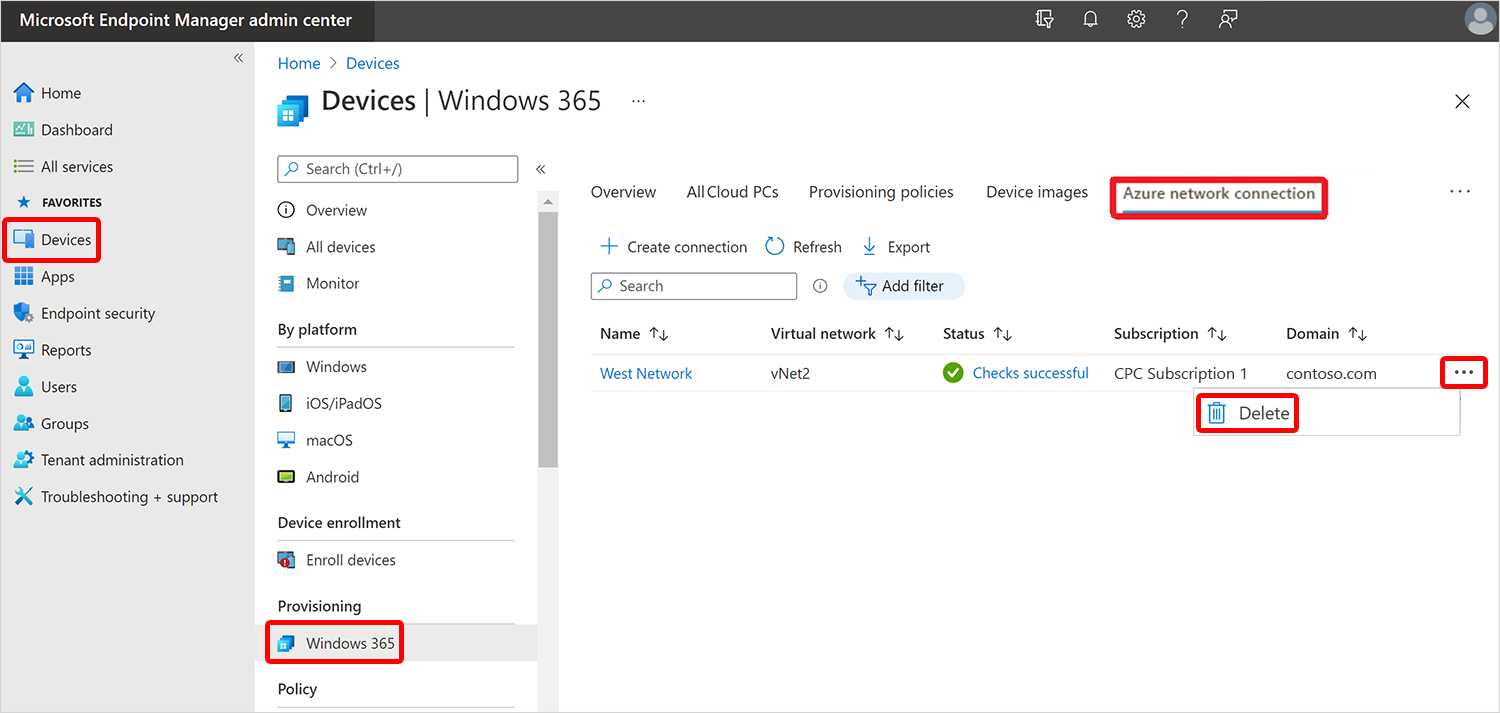 Microsoft Endpoint Manager admin center
Home
Dashboard
All services
FAVORITES
Devices
Apps
Endpoint security
Reports
Users
Groups
Tenant administration
Troubleshooting + support
Home > Devices
Devices | Windows 365 ...
Search (Ctrl+/)
Overview
All devices
Monitor
By platform
Windows
iOS/iPadOS
macOS
Android
Device enrollment
Enroll devices
Provisioning
Windows 365
Policy
Overview All Cloud PCs Provisioning policies Device images Azure network connection ...
Create connection Refresh Export
Search Add filter
Name Virtual network Status Subscription Domain
West Network vNet2 Checks successful CPC Subscription 1 contoso.com ...
Delete